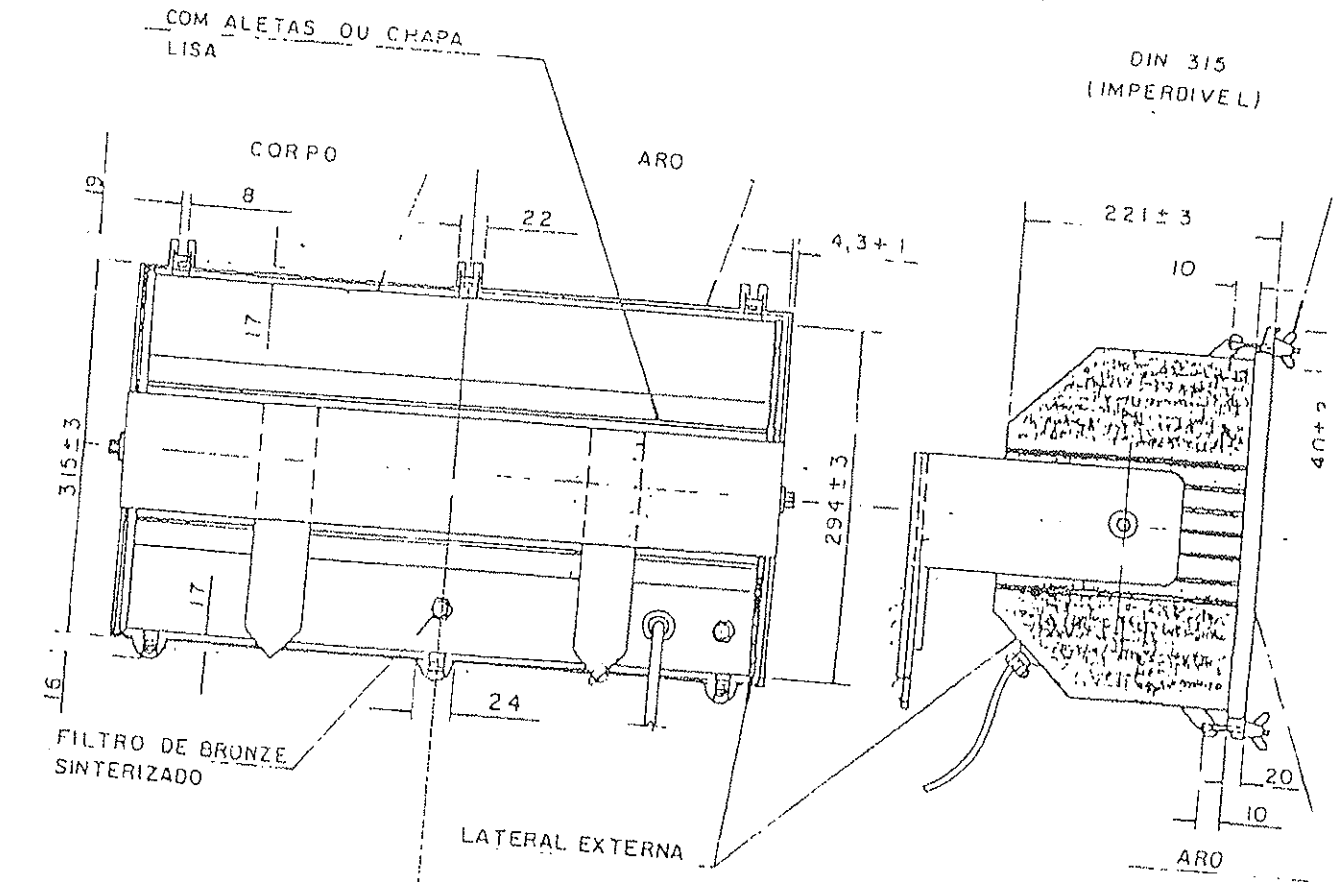 COM ALETAS OU CHAPA
LISA
DIN 315
(IMPERDIVEL)
CORPO
ARO
19
8
22
4,3+1
221±3
10
17
315±3
294±3
17
16
24
20
10
FILTRO DE BRONZE
SINTERIZADO
LATERAL EXTERNA
ARO